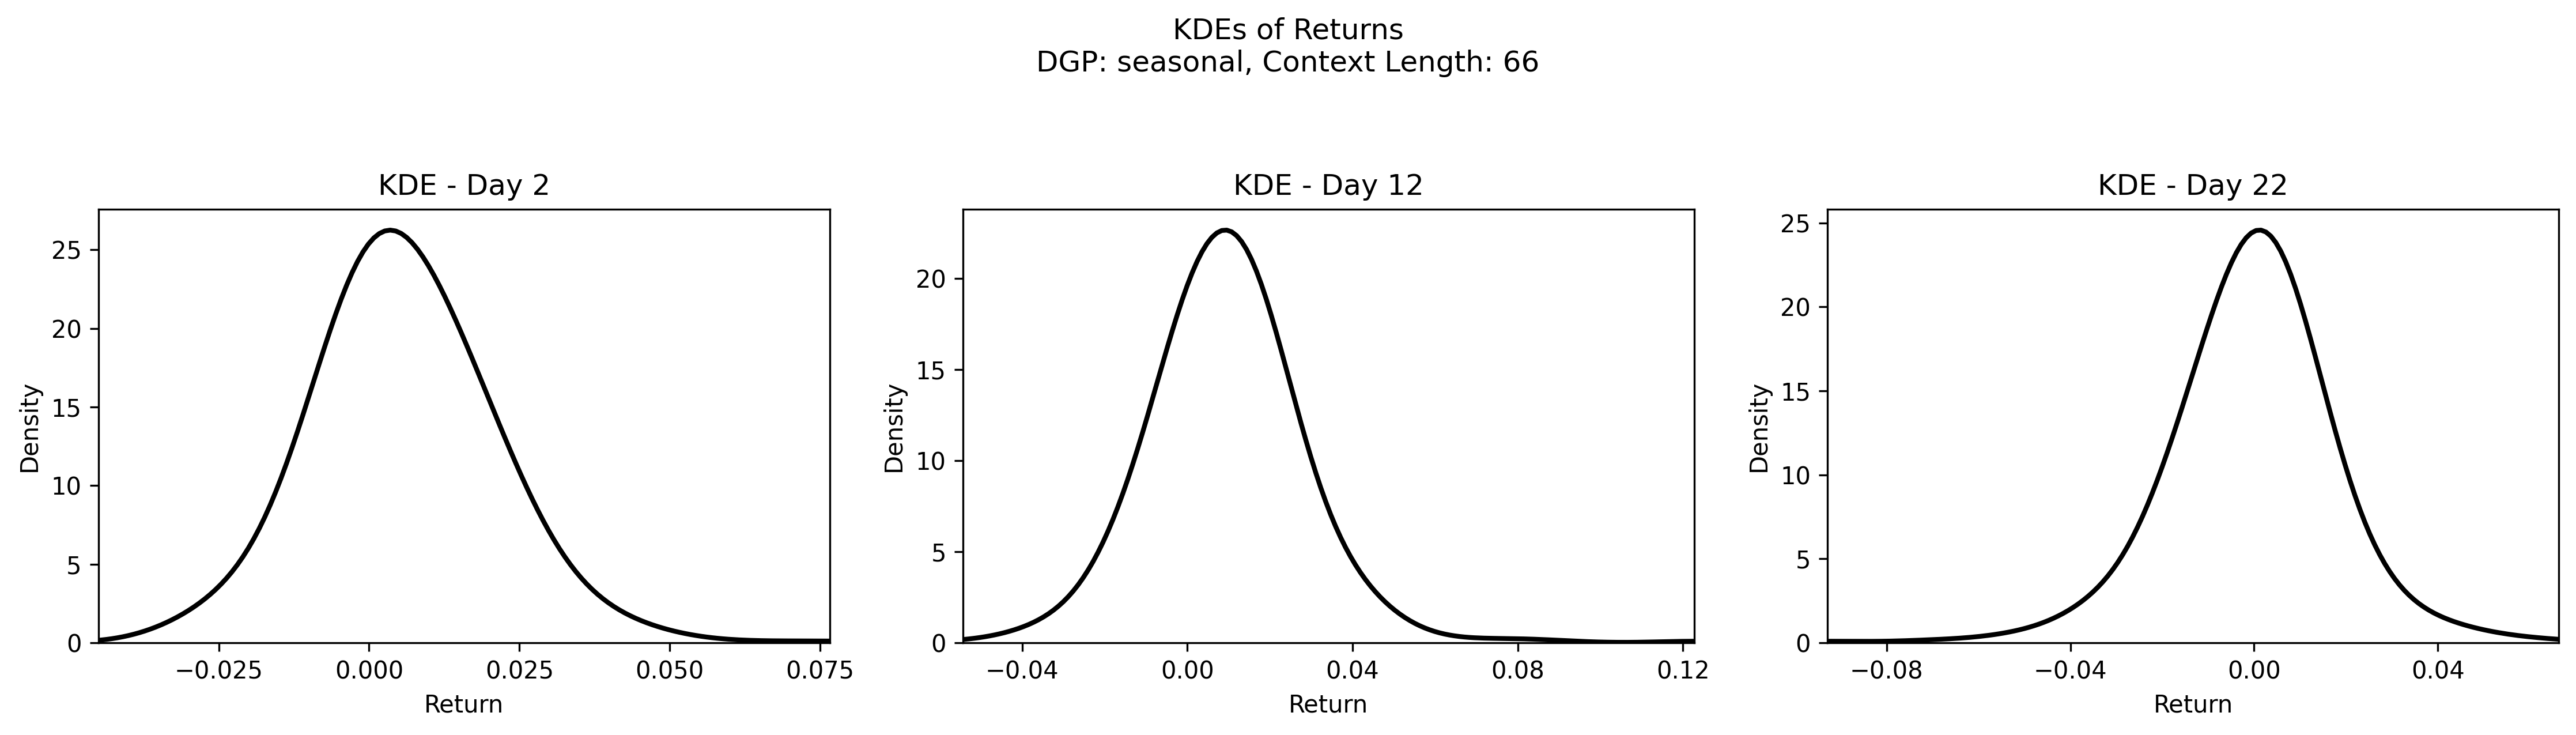 KDEs of Returns
DGP: seasonal, Context Length: 66
KDE - Day 2
Density
25
20
15
10
5
0
−0.025 0.000 0.025 0.050 0.075
Return
KDE - Day 12
Density
20
15
10
5
0
−0.04 0.00 0.04 0.08 0.12
Return
KDE - Day 22
Density
25
20
15
10
5
0
−0.08 −0.04 0.00 0.04
Return